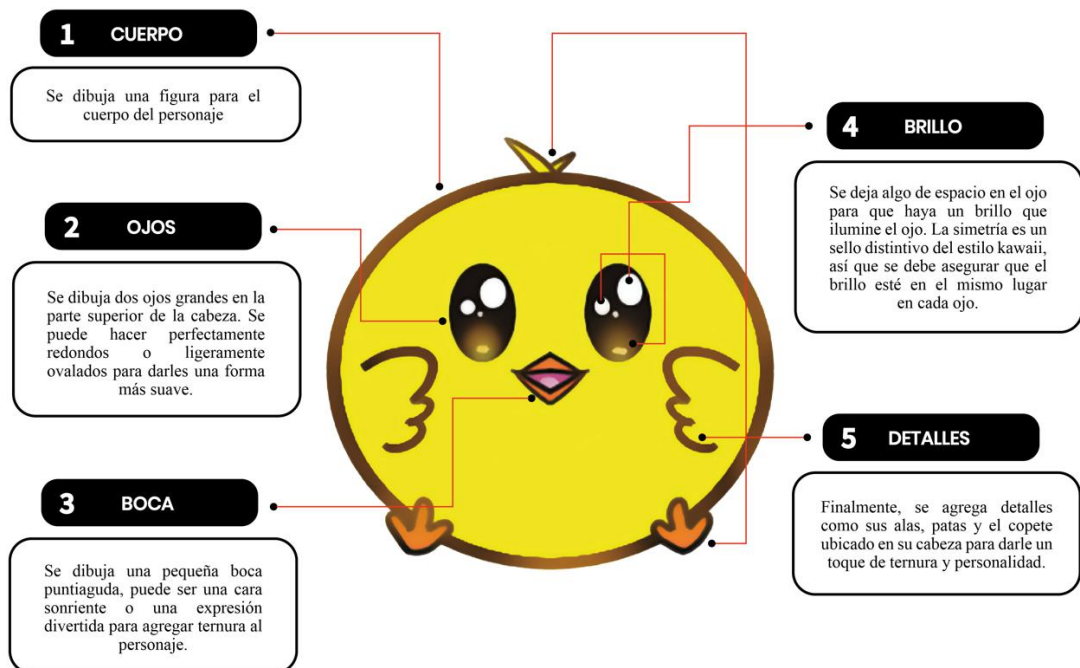 1 CUERPO
Se dibuja una figura para el
cuerpo del personaje
2 OJOS
Se dibuja dos ojos grandes en la
parte superior de la cabeza. Se
puede hacer perfectamente
redondos o ligeramente
ovalados para darles una forma
más suave.
3 BOCA
Se dibuja una pequeña boca
puntiaguda, puede ser una cara
sonriente o una expresión
divertida para agregar ternura al
personaje.
4 BRILLO
Se deja algo de espacio en el ojo
para que haya un brillo que
ilumine el ojo. La simetría es un
sello distintivo del estilo kawaii,
así que se debe asegurar que el
brillo esté en el mismo lugar
en cada ojo.
5 DETALLES
Finalmente, se agrega detalles
como sus alas, patas y el copete
ubicado en su cabeza para darle un
toque de ternura y personalidad.